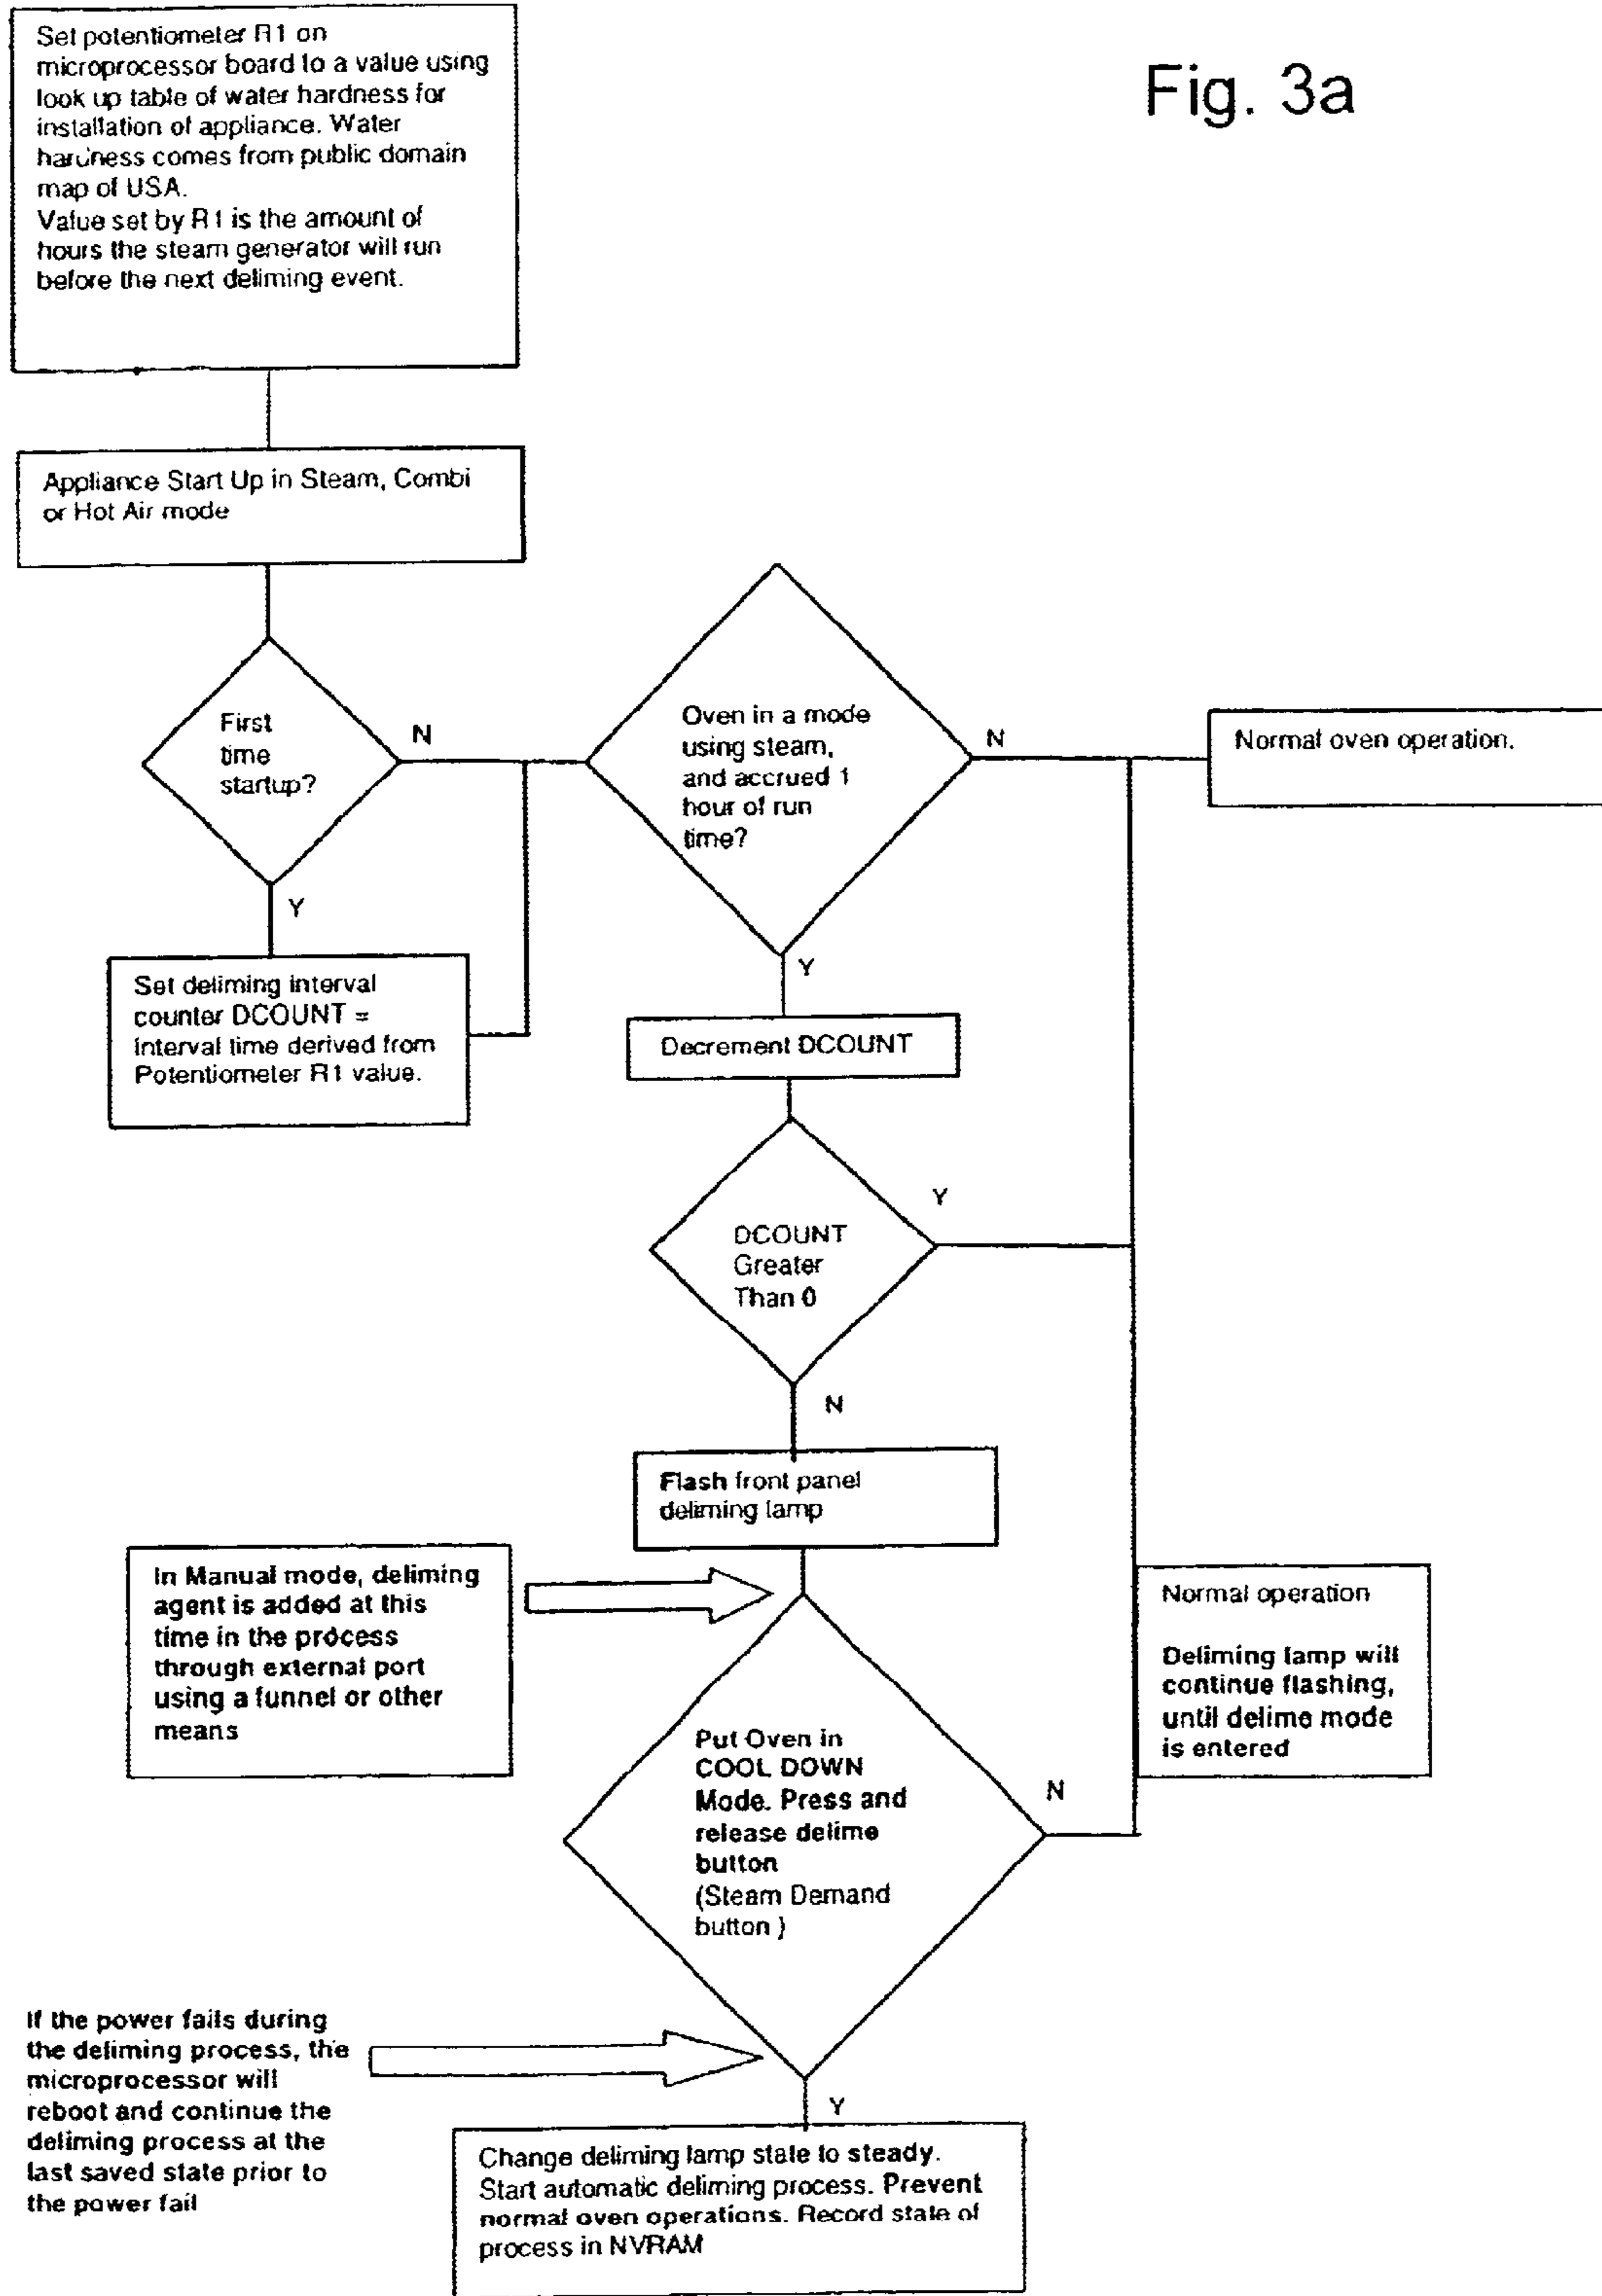 Fig. 3a
Set potentiometer R1 on
microprocessor board to a value using
look up table of water hardness for
installation of appliance. Water
hardness comes from public domain
map of USA.
Value set by R1 is the amount of
hours the steam generator will run
before the next deliming event.
Appliance Start Up in Steam, Combi
or Hot Air mode
First
time
startup?
N
Y
Set deliming interval
counter DCOUNT =
Interval time derived from
Potentiometer R1 value.
Oven in a mode
using steam,
and accrued 1
hour of run
time?
N
Normal oven operation.
Y
Decrement DCOUNT
DCOUNT
Greater
Than 0
Y
N
Flash front panel
deliming lamp
In Manual mode, deliming
agent is added at this
time in the process
through external port
using a funnel or other
means
Put Oven in
COOL DOWN
Mode. Press and
release delime
button
(Steam Demand
button )
N
Normal operation
Deliming lamp will
continue flashing,
until delime mode
is entered
If the power fails during
the deliming process, the
microprocessor will
reboot and continue the
deliming process at the
last saved state prior to
the power fail
Y
Change deliming lamp state to steady.
Start automatic deliming process. Prevent
normal oven operations. Record state of
process in NVRAM